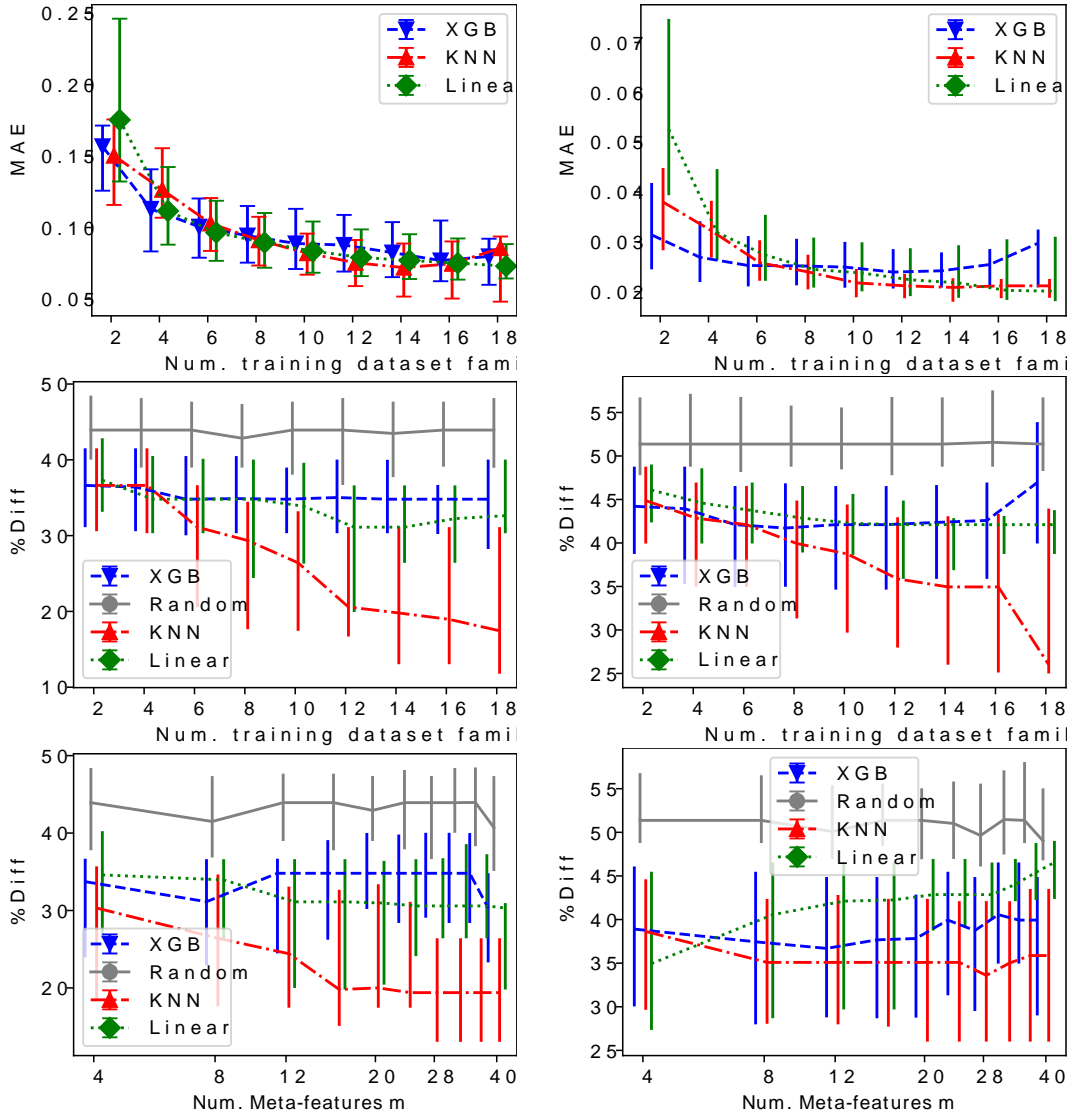 0.25
0.20
0.15
0.10
0.05
MAE
XGB
KNN
Linea
2 4 6 8 10 12 14 16 18
Num. training dataset fami
0.07
0.06
0.05
0.04
0.03
0.02
MAE
XGB
KNN
Linea
2 4 6 8 10 12 14 16 18
Num. training dataset fami
50
40
30
20
10
%Diff
XGB
Random
KNN
Linear
2 4 6 8 10 12 14 16 18
Num. training dataset famil
55
50
45
40
35
30
25
%Diff
XGB
Random
KNN
Linear
2 4 6 8 10 12 14 16 18
Num. training dataset famil
50
40
30
20
%Diff
XGB
Random
KNN
Linear
4 8 12 20 28 40
Num. Meta-features m
55
50
45
40
35
30
25
%Diff
XGB
Random
KNN
Linear
4 8 12 20 28 40
Num. Meta-features m